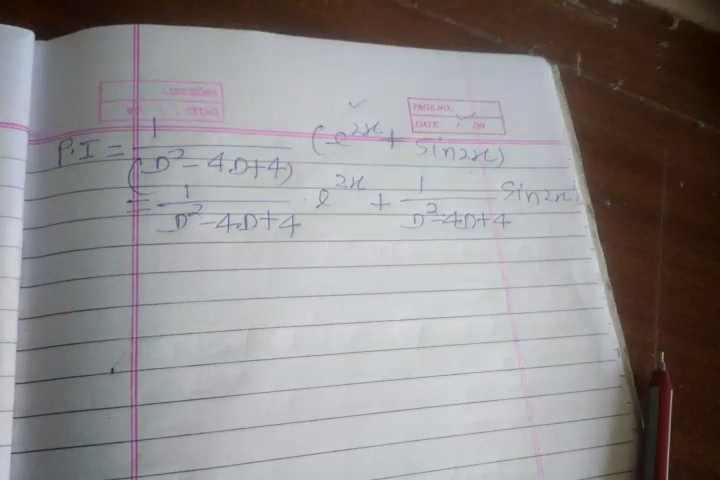 PAGE NO.
DATE
P.I = 1/(D² - 4D+4) (e^2x + sin2x)
= 1/D²-4D+4 · e^2x + 1/D²-4D+4 sin2x